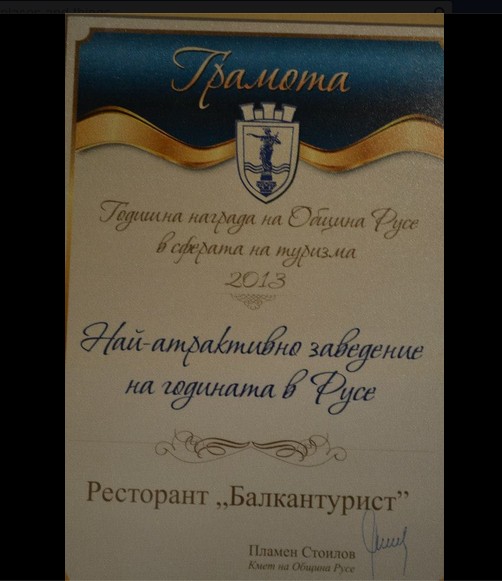 Грамота
Годишна награда на Община Русе
в сферата на туризма
2013
Най-атрактивно заведение
на годината в Русе
Ресторант „Балкантурист”
Пламен Стоилов
Кмет на Община Русе